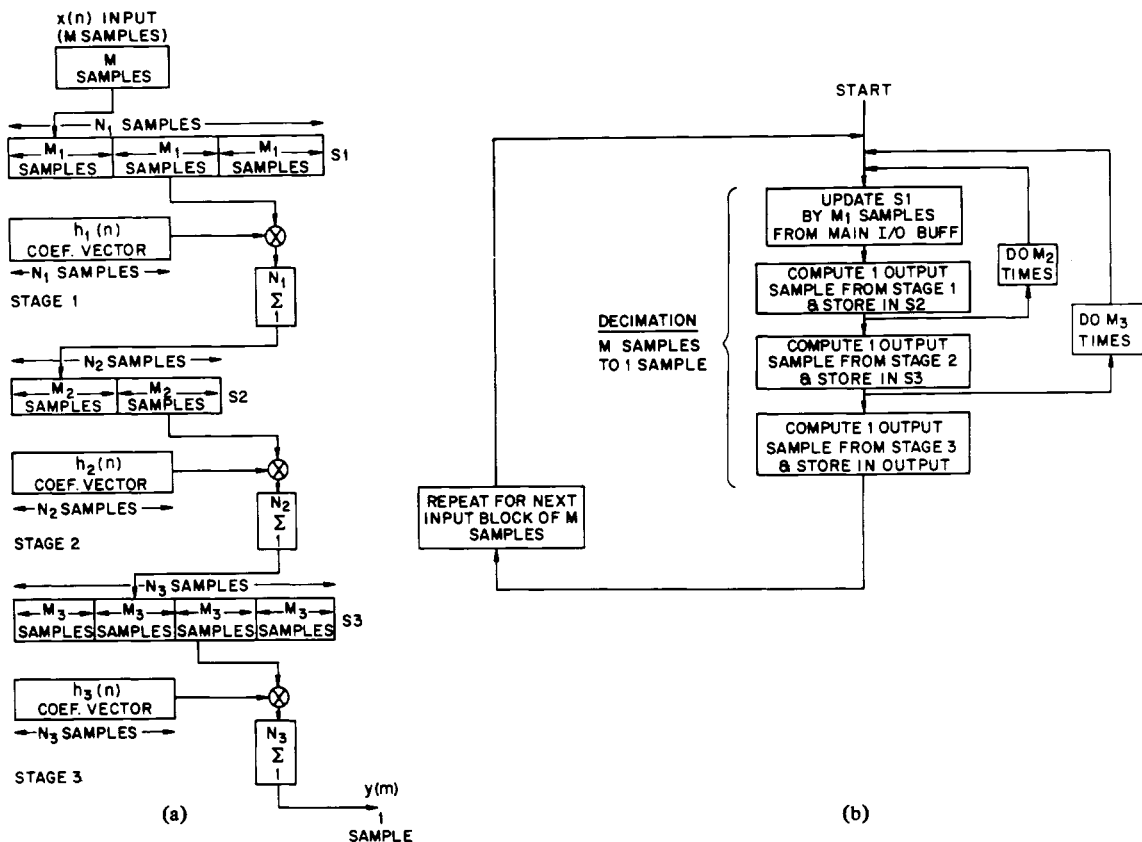 x(n) INPUT
(M SAMPLES)
M
SAMPLES
N1 SAMPLES
M1
SAMPLES
M1
SAMPLES
M1
SAMPLES
S1
h1(n)
COEF. VECTOR
N1 SAMPLES
STAGE 1
N1
Σ
1
N2 SAMPLES
M2
SAMPLES
M2
SAMPLES
S2
h2(n)
COEF. VECTOR
N2 SAMPLES
STAGE 2
N2
Σ
1
N3 SAMPLES
M3
SAMPLES
M3
SAMPLES
M3
SAMPLES
M3
SAMPLES
S3
h3(n)
COEF. VECTOR
N3 SAMPLES
STAGE 3
N3
Σ
1
y(m)
1
SAMPLE
(a)
START
UPDATE S1
BY M1 SAMPLES
FROM MAIN I/O BUFF
COMPUTE 1 OUTPUT
SAMPLE FROM STAGE 1
& STORE IN S2
DO M2
TIMES
DECIMATION
M SAMPLES
TO 1 SAMPLE
COMPUTE 1 OUTPUT
SAMPLE FROM STAGE 2
& STORE IN S3
DO M3
TIMES
COMPUTE 1 OUTPUT
SAMPLE FROM STAGE 3
& STORE IN OUTPUT
REPEAT FOR NEXT
INPUT BLOCK OF M
SAMPLES
(b)